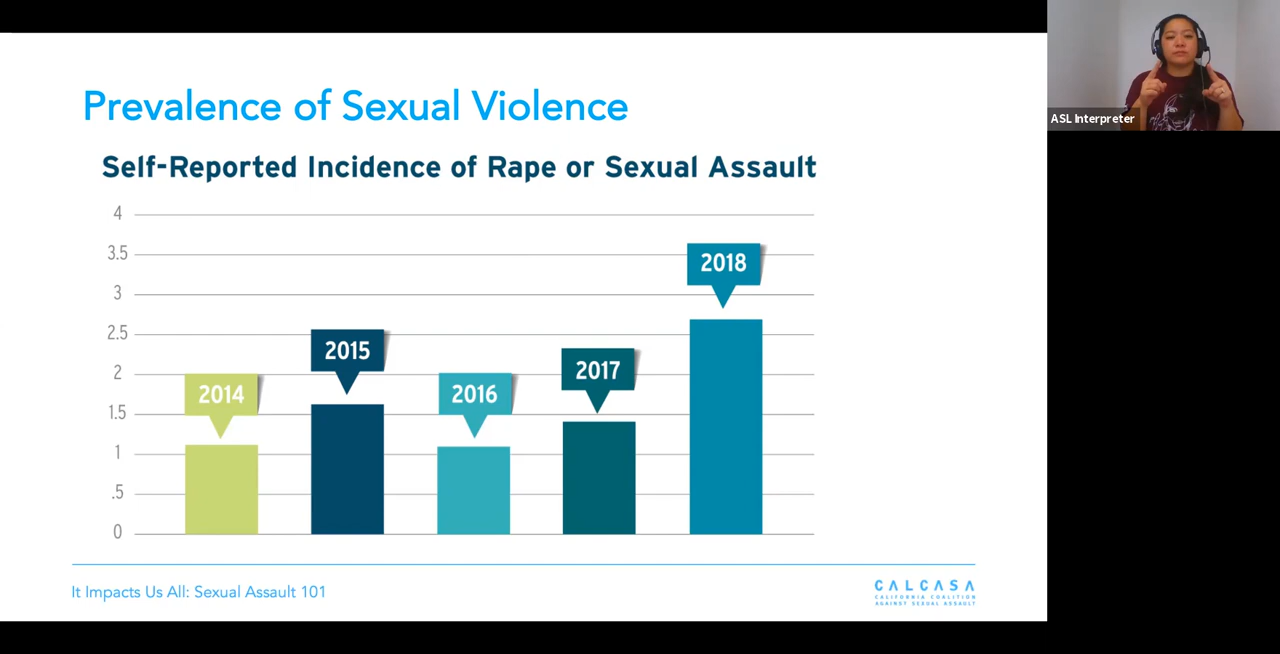 Prevalence of Sexual Violence
Self-Reported Incidence of Rape or Sexual Assault
4
3.5
3
2.5
2
1.5
1
.5
0
2014
2015
2016
2017
2018
It Impacts Us All: Sexual Assault 101
CALCASA
CALIFORNIA COALITION
AGAINST SEXUAL ASSAULT
ASL Interpreter